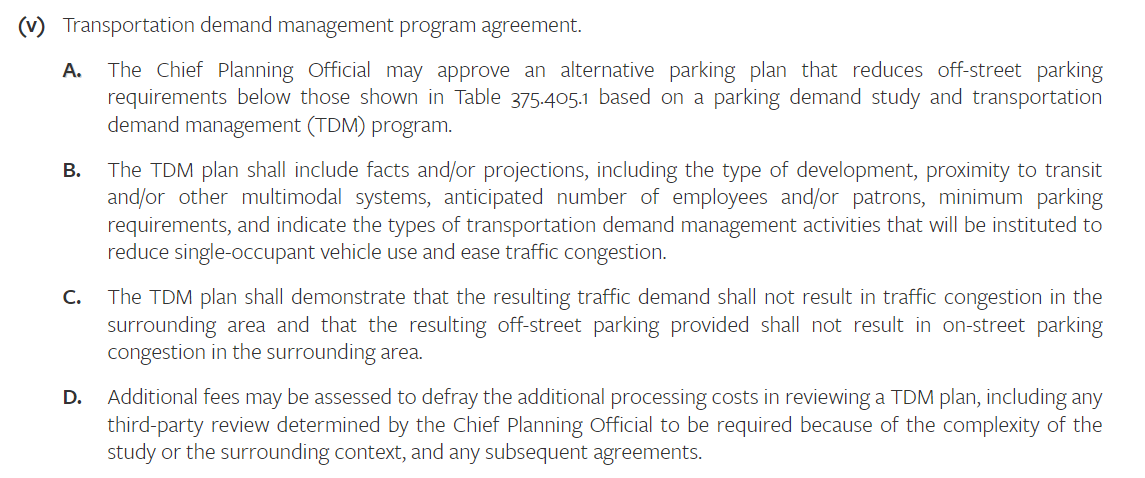 (v) Transportation demand management program agreement.
A. The Chief Planning Official may approve an alternative parking plan that reduces off-street parking
requirements below those shown in Table 375.405.1 based on a parking demand study and transportation
demand management (TDM) program.
B. The TDM plan shall include facts and/or projections, including the type of development, proximity to transit
and/or other multimodal systems, anticipated number of employees and/or patrons, minimum parking
requirements, and indicate the types of transportation demand management activities that will be instituted to
reduce single-occupant vehicle use and ease traffic congestion.
C. The TDM plan shall demonstrate that the resulting traffic demand shall not result in traffic congestion in the
surrounding area and that the resulting off-street parking provided shall not result in on-street parking
congestion in the surrounding area.
D. Additional fees may be assessed to defray the additional processing costs in reviewing a TDM plan, including any
third-party review determined by the Chief Planning Official to be required because of the complexity of the
study or the surrounding context, and any subsequent agreements.